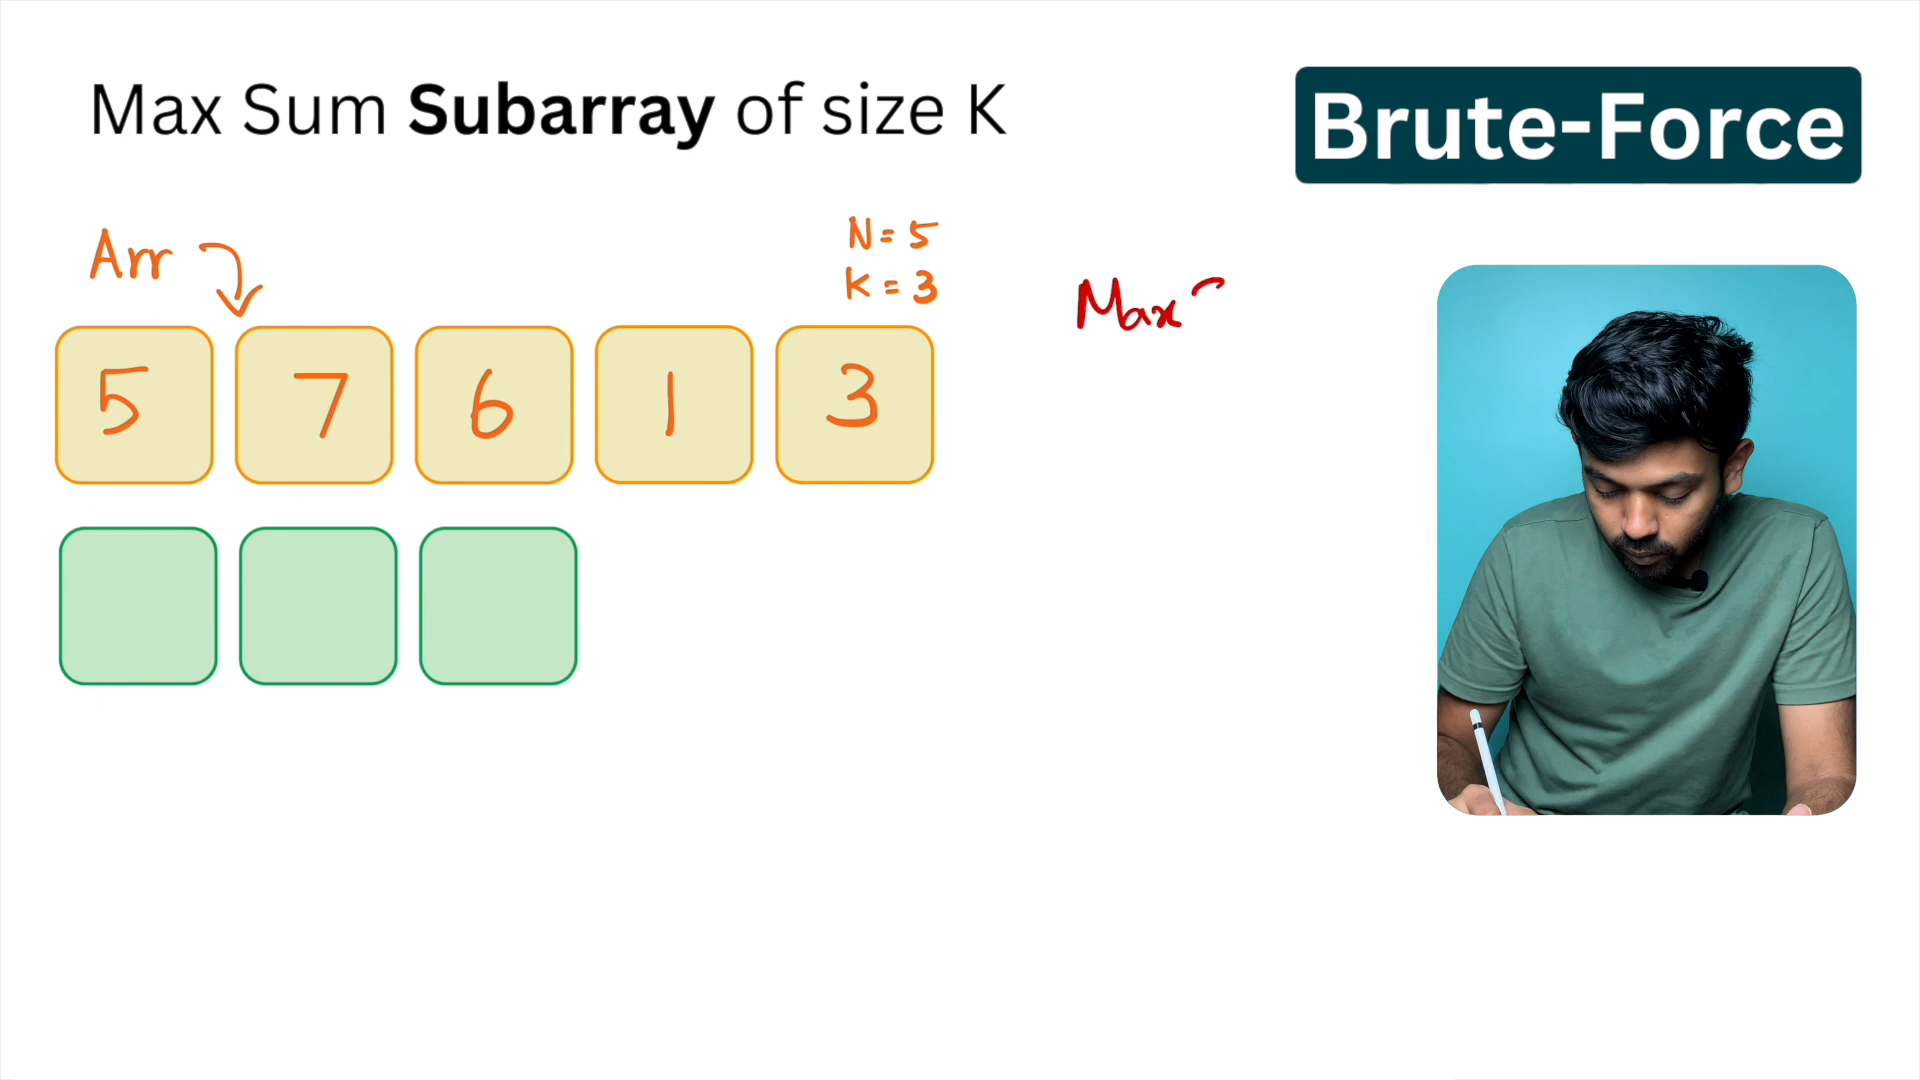 Max Sum Subarray of size K
Brute-Force
Arr
N = 5
K = 3
Max
5 7 6 1 3